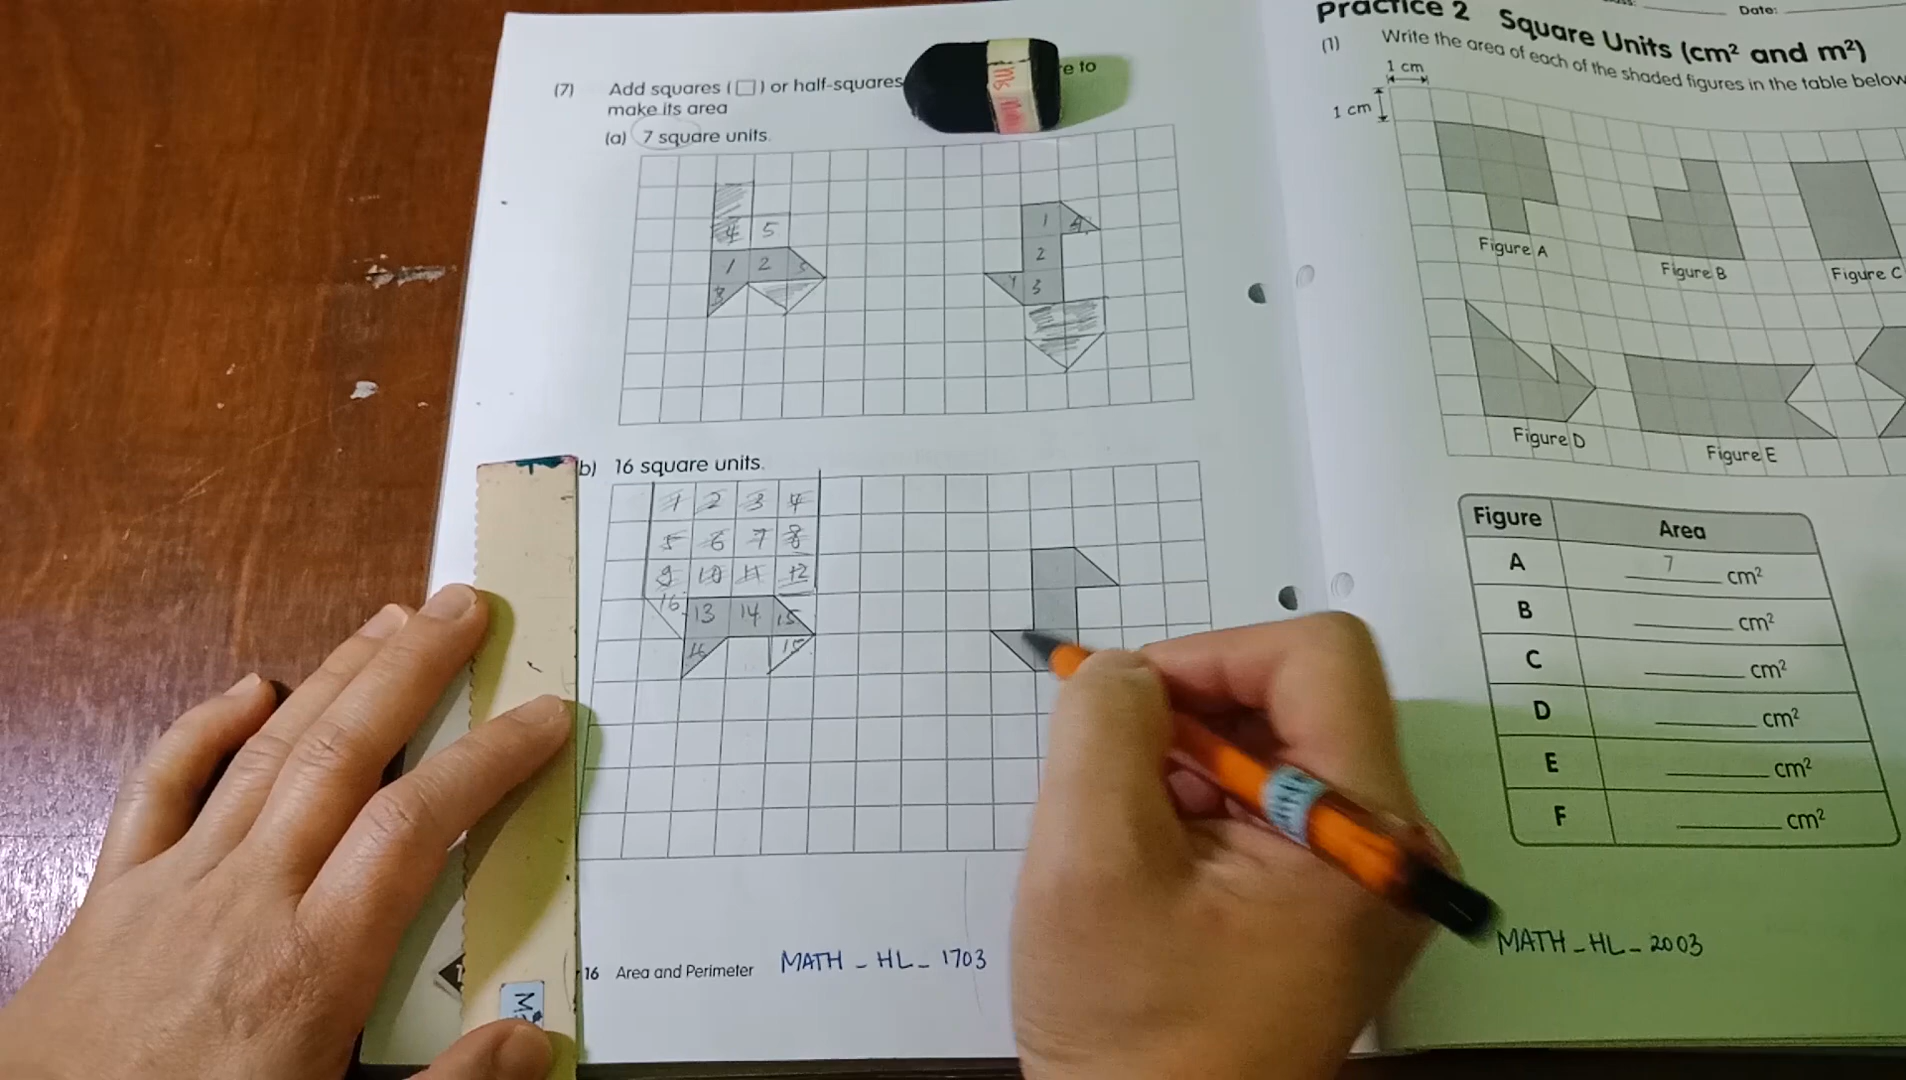 (7) Add squares (□) or half-squares e to
make its area
(a) 7 square units.
4 5
1 2 3
3
1 4
2
4 3
b) 16 square units.
1 2 3 4
5 6 7 8
9 10 11 12
16 13 14 15
16 15
16 Area and Perimeter
MATH - HL - 1703
Date:
Practice 2 Square Units (cm² and m²)
(1) Write the area of each of the shaded figures in the table below
1 cm
1 cm
Figure A
Figure B
Figure C
Figure D
Figure E
Figure Area
A 7 cm²
B cm²
C cm²
D cm²
E cm²
F cm²
MATH - HL - 2003